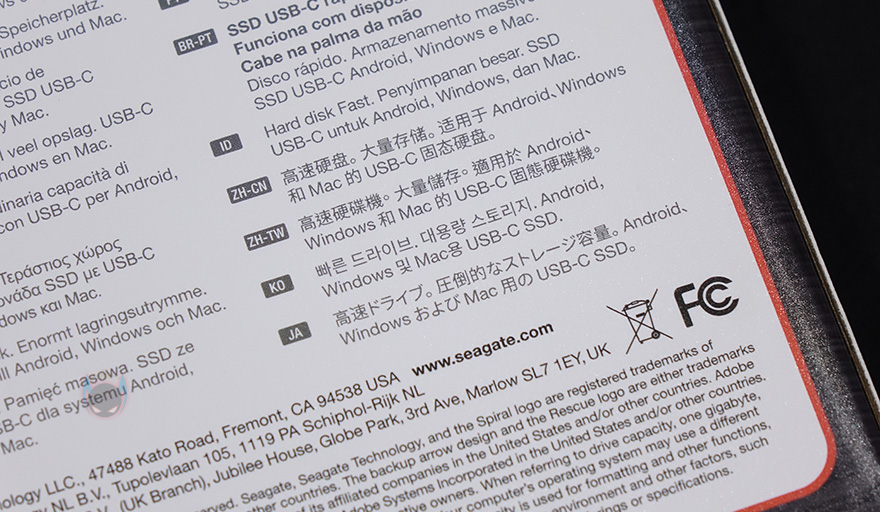 Speicherplatz.
indows und Mac.
cio de
SSD USB-C
y Mac.
l veel opslag. USB-C
ndows en Mac.
dinaria capacità di
con USB-C per Android,
Τεράστιος χώρος
ονάδα SSD με USB-C
dows και Mac.
k. Enormt lagringsutrymme.
ll Android, Windows och Mac.
Pamięć masowa. SSD ze
B-C dla systemu Android,
Mac.
BR-PT
SSD USB-C
Funciona com
Cabe na palma da mão
Disco rápido. Armazenamento massivo
SSD USB-C Android, Windows e Mac.
ID
Hard disk Fast. Penyimpanan besar. SSD
USB-C untuk Android, Windows, dan Mac.
ZH-CN
高速硬盘。大量存储。适用于 Android、Windows
和 Mac 的 USB-C 固态硬盘。
ZH-TW
高速硬碟機。大量儲存。適用於 Android、
Windows 和 Mac 的 USB-C 固態硬碟機。
KO
빠른 드라이브. 대용량 스토리지. Android,
Windows 및 Mac용 USB-C SSD.
JA
高速ドライブ。圧倒的なストレージ容量。Android、
Windows および Mac 用の USB-C SSD。
www.seagate.com
FC
nology LLC., 47488 Kato Road, Fremont, CA 94538 USA
gy NL B.V., Tupolevlaan 105, 1119 PA Schiphol-Rijk NL
B.V. (UK Branch), Jubilee House, Globe Park, 3rd Ave, Marlow SL7 1EY, UK
erved. Seagate, Seagate Technology, and the Spiral logo are registered trademarks of
other countries. The backup arrow design and the Rescue logo are either trademarks
of its affiliated companies in the United States and/or other countries. Adobe
Adobe Systems Incorporated in the United States and/or other countries.
ective owners. When referring to drive capacity, one gigabyte,
our computer's operating system may use a different
ity is used for formatting and other functions,
environment and other factors, such
ings or specifications.